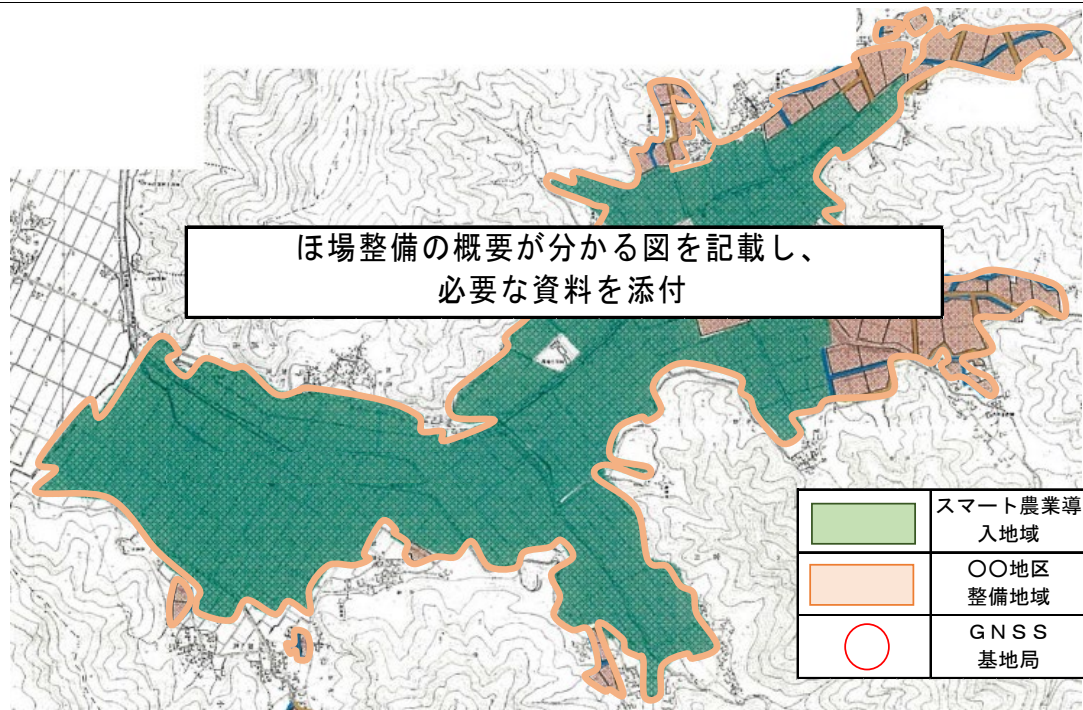 ほ場整備の概要が分かる図を記載し、
必要な資料を添付
スマート農業導
入地域
〇〇地区
整備地域
ＧＮＳＳ
基地局